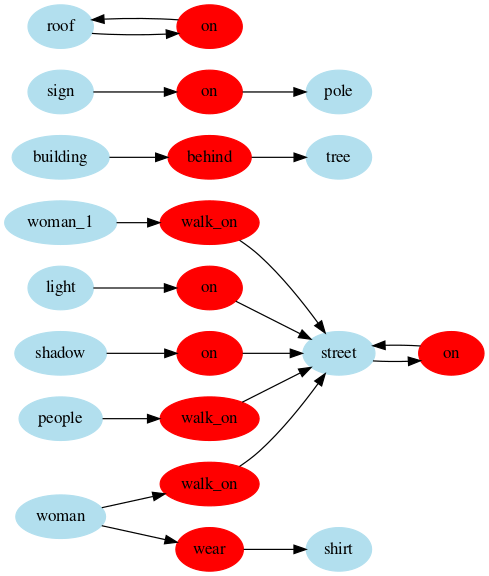 roof on
sign on pole
building behind tree
woman_1 walk_on
light on
shadow on street on
people walk_on
walk_on
woman
wear shirt